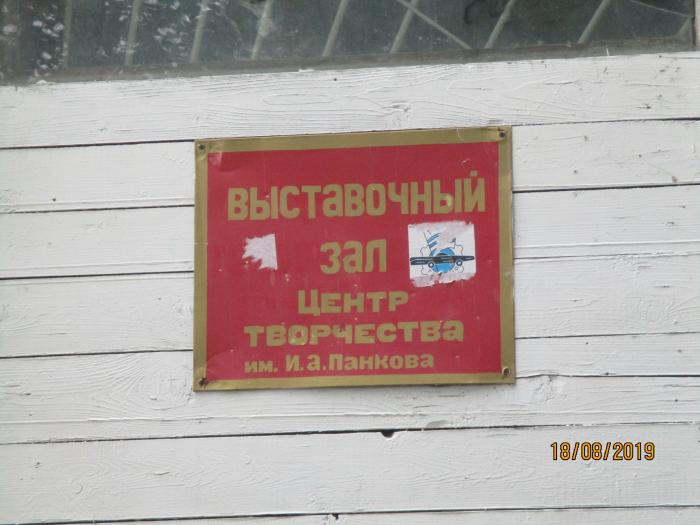 ВЫСТАВОЧНЫЙ
ЗАЛ
ЦЕНТР
ТВОРЧЕСТВА
им. И.А.Панкова
18/08/2019